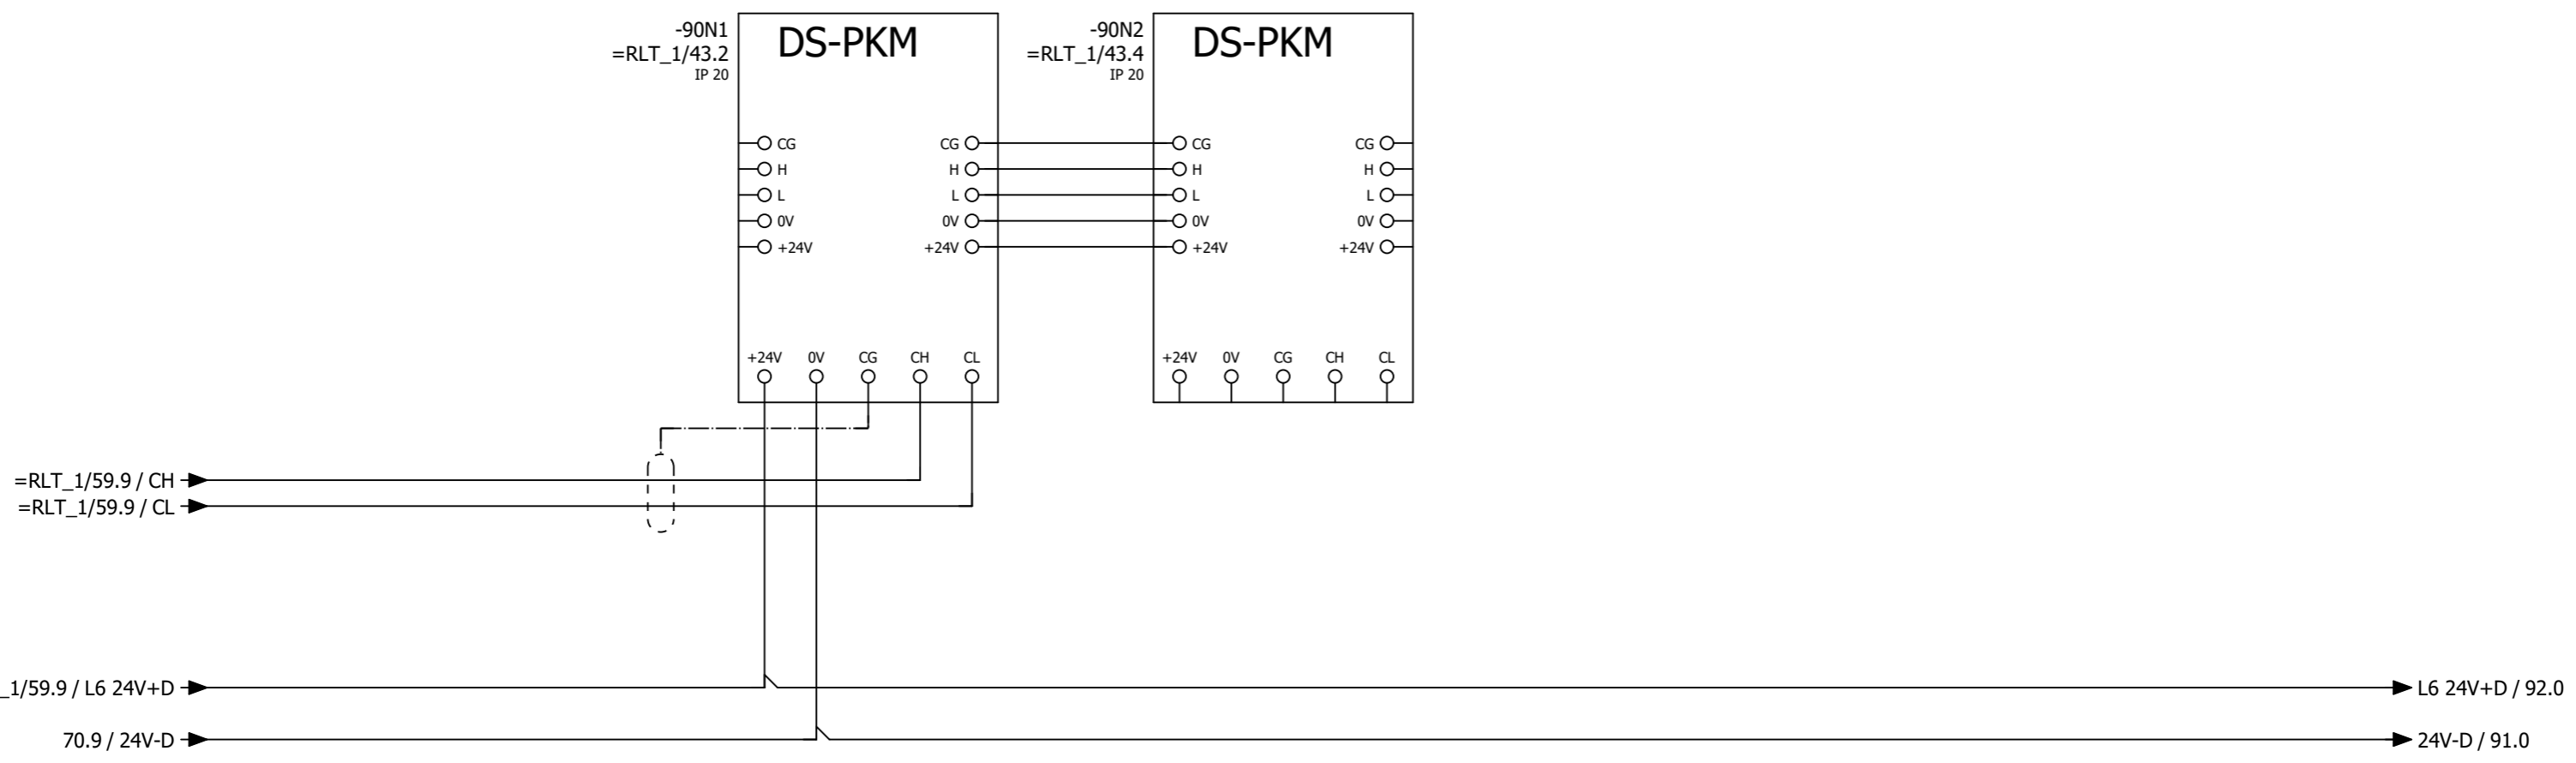 -90N1
=RLT_1/43.2
IP 20
DS-PKM
-90N2
=RLT_1/43.4
IP 20
DS-PKM
CG CG CG CG
H H H H
L L L L
0V 0V 0V 0V
+24V +24V +24V +24V
+24V 0V CG CH CL +24V 0V CG CH CL
=RLT_1/59.9 / CH
=RLT_1/59.9 / CL
_1/59.9 / L6 24V+D L6 24V+D / 92.0
70.9 / 24V-D 24V-D / 91.0